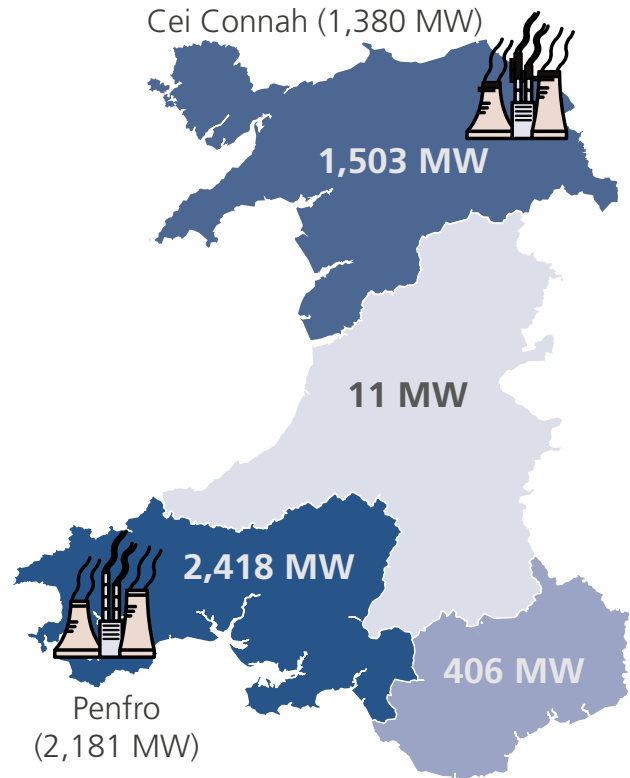 Cei Connah (1,380 MW)
1,503 MW
11 MW
2,418 MW
406 MW
Penfro
(2,181 MW)